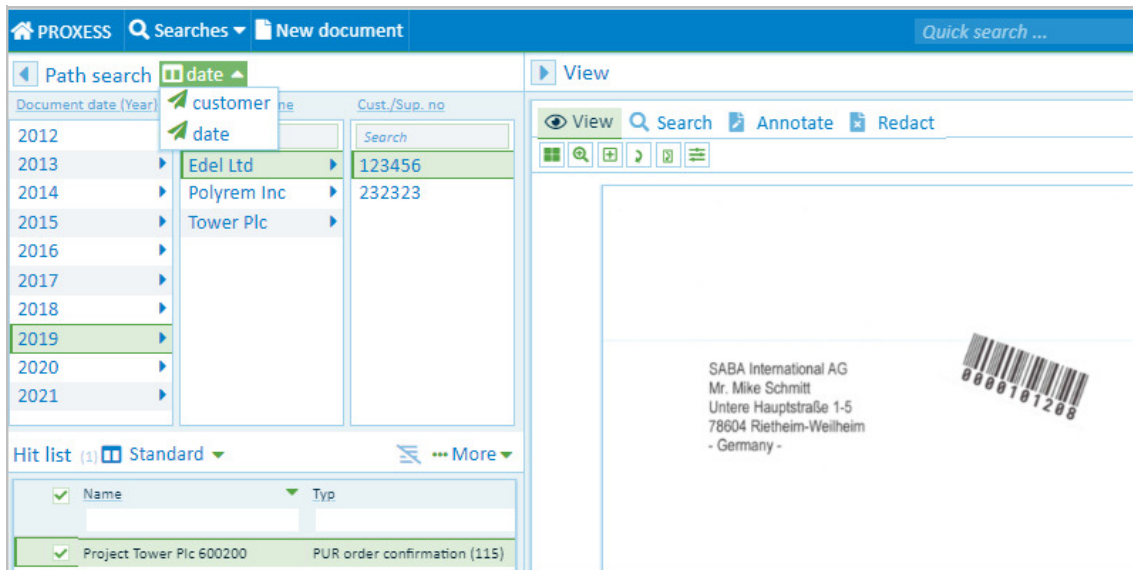 PROXESS Searches New document Quick search ...
Path search date
View
Document date (Year) ne Cust./Sup. no
customer
date
Search
2012
2013 Edel Ltd 123456
2014 Polyrem Inc 232323
2015 Tower Plc
2016
2017
2018
2019
2020
2021
Hit list (1) Standard ••• More
Name Typ
Project Tower Plc 600200 PUR order confirmation (115)
View Search Annotate Redact
SABA International AG
Mr. Mike Schmitt
Untere Hauptstraße 1-5
78604 Rietheim-Weilheim
- Germany -
0000101208